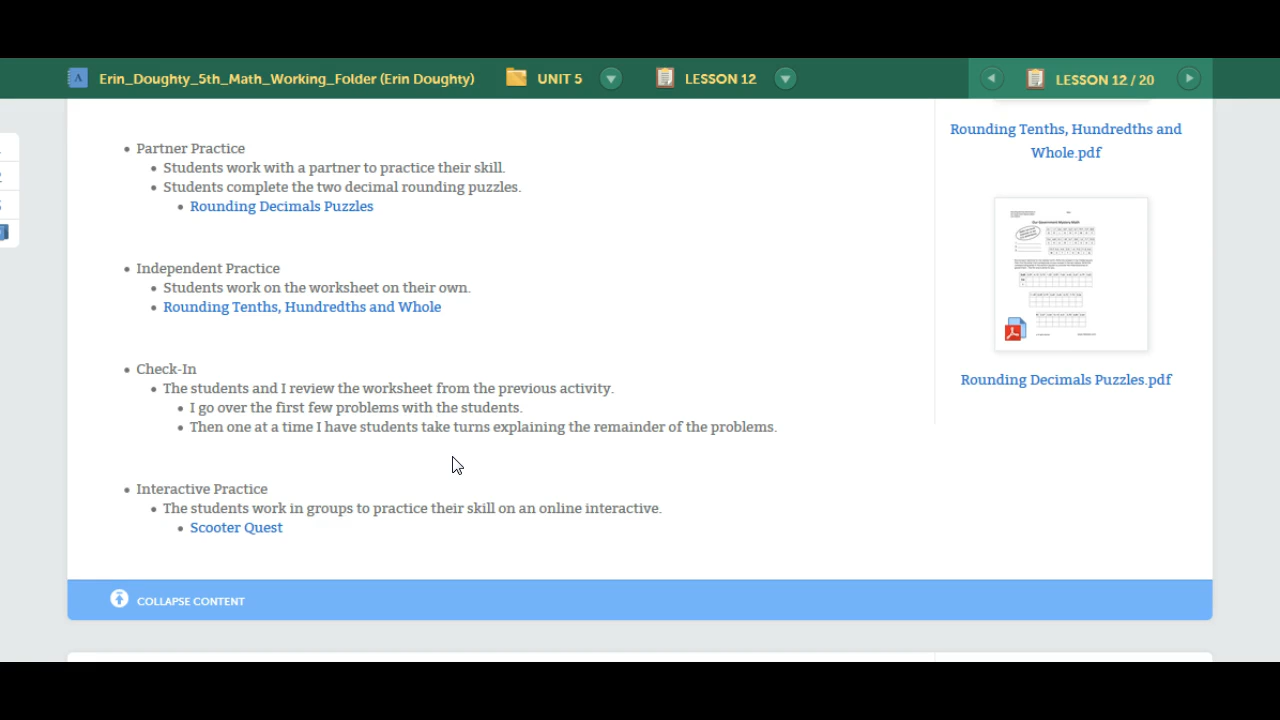 Erin_Doughty_5th_Math_Working_Folder (Erin Doughty) UNIT 5 LESSON 12 LESSON 12 / 20
Partner Practice
Students work with a partner to practice their skill.
Students complete the two decimal rounding puzzles.
Rounding Decimals Puzzles
Independent Practice
Students work on the worksheet on their own.
Rounding Tenths, Hundredths and Whole
Check-In
The students and I review the worksheet from the previous activity.
I go over the first few problems with the students.
Then one at a time I have students take turns explaining the remainder of the problems.
Interactive Practice
The students work in groups to practice their skill on an online interactive.
Scooter Quest
COLLAPSE CONTENT
Rounding Tenths, Hundredths and
Whole.pdf
Our Government Mystery Math
Rounding Decimals Puzzles.pdf